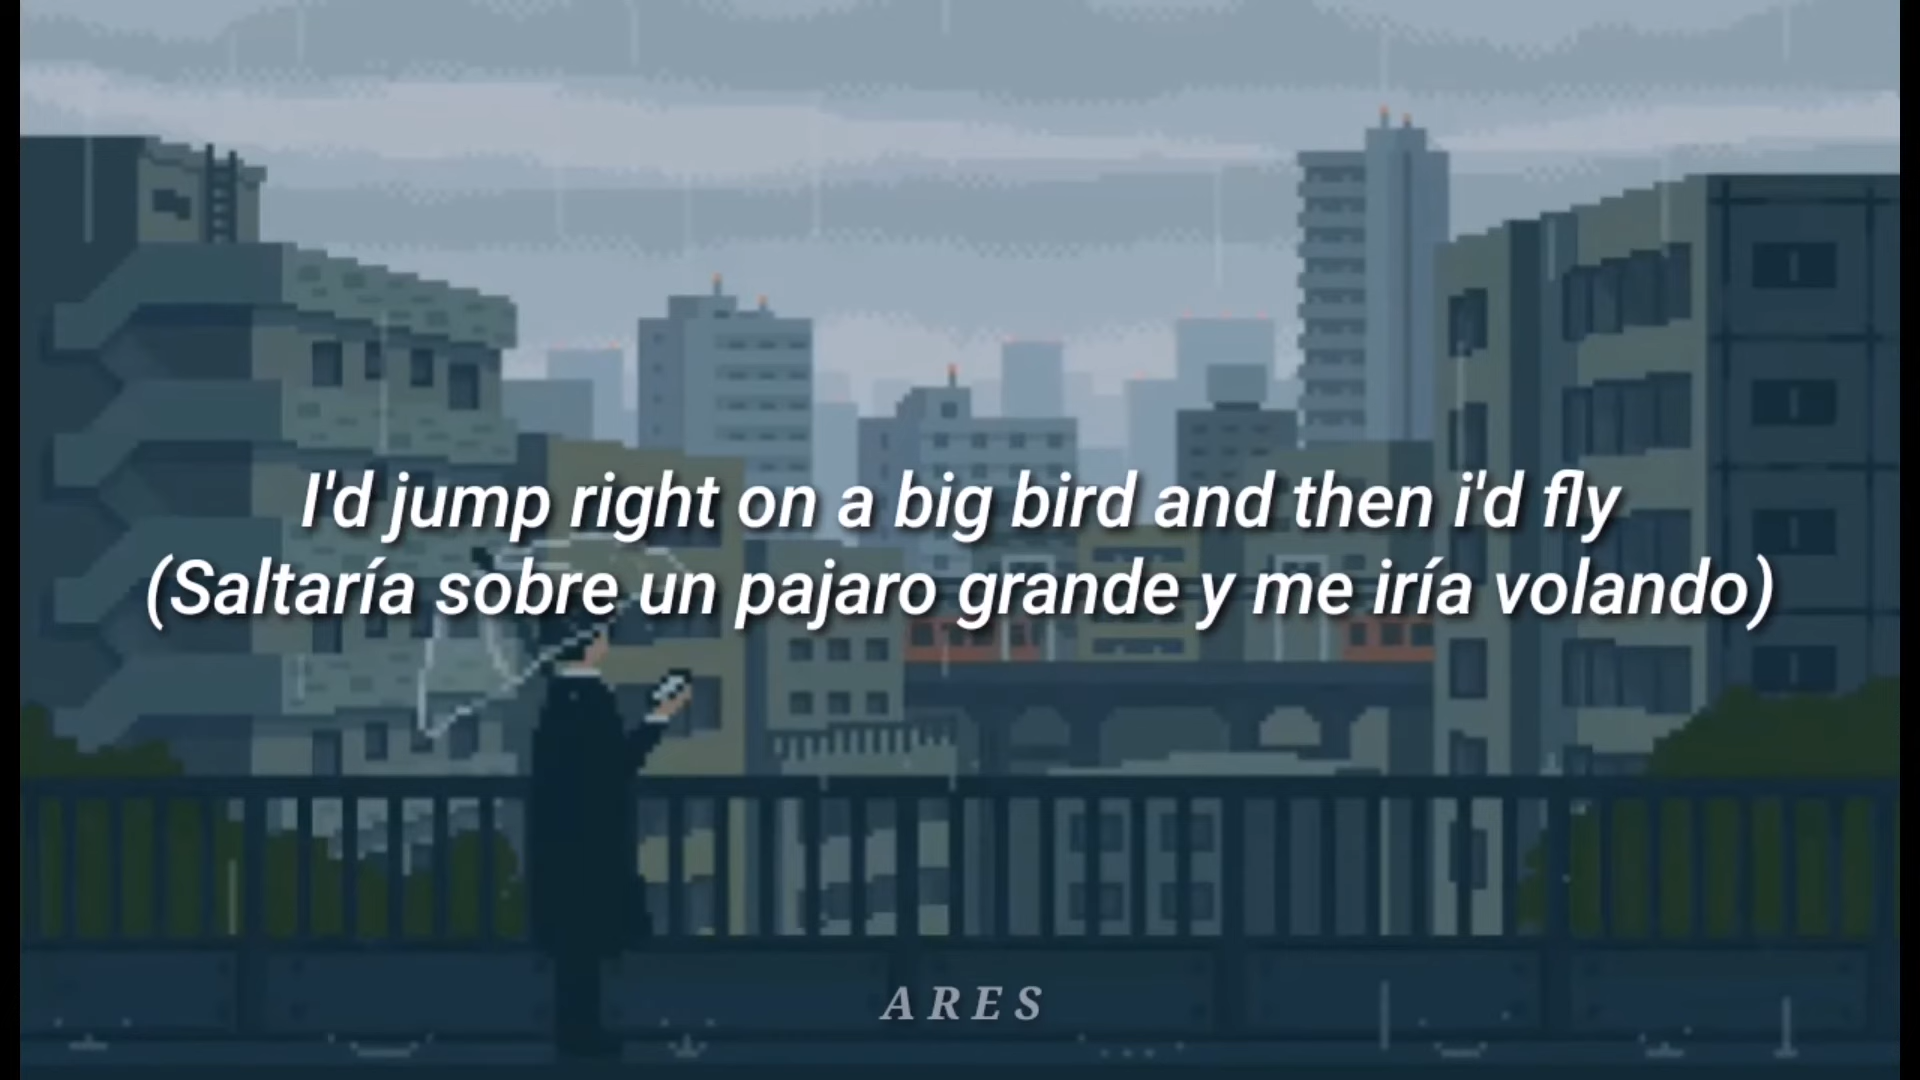 I'd jump right on a big bird and then i'd fly
(Saltaría sobre un pajaro grande y me iría volando)
ARES